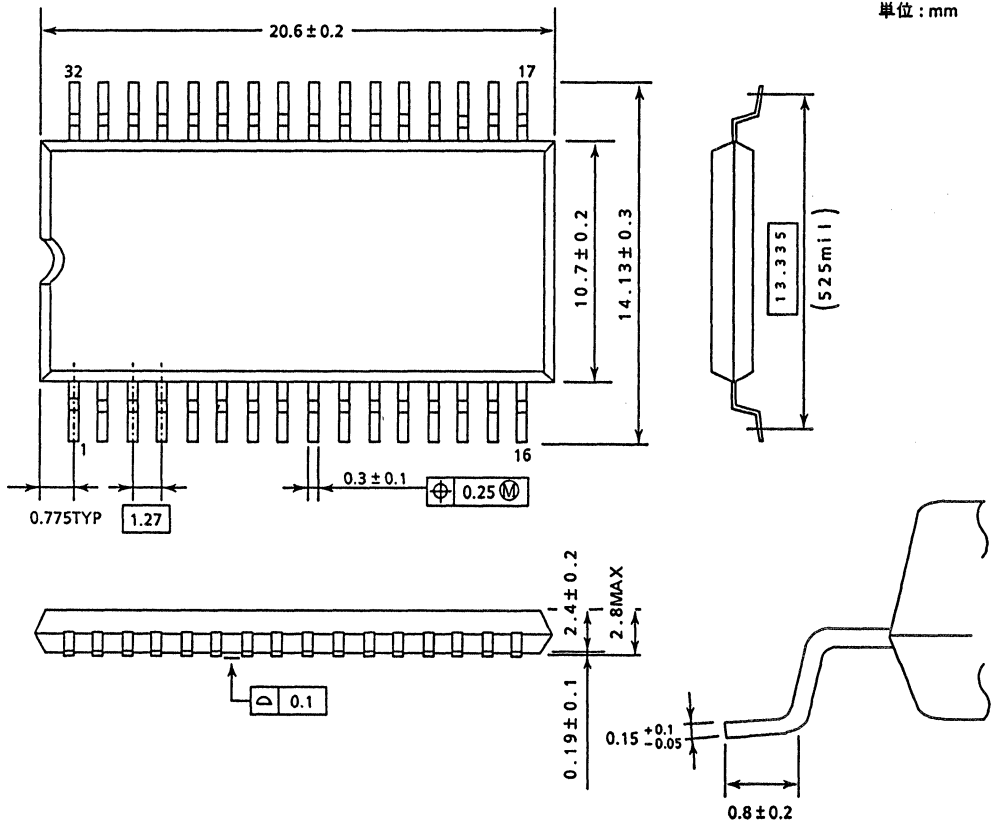 単位 : mm
20.6 ± 0.2
32
17
10.7 ± 0.2
14.13 ± 0.3
13.335
(525mil)
1
16
0.775TYP
1.27
0.3 ± 0.1
0.25 Ⓜ
2.4 ± 0.2
2.8MAX
0.1
0.19 ± 0.1
0.15 +0.1 −0.05
0.8 ± 0.2